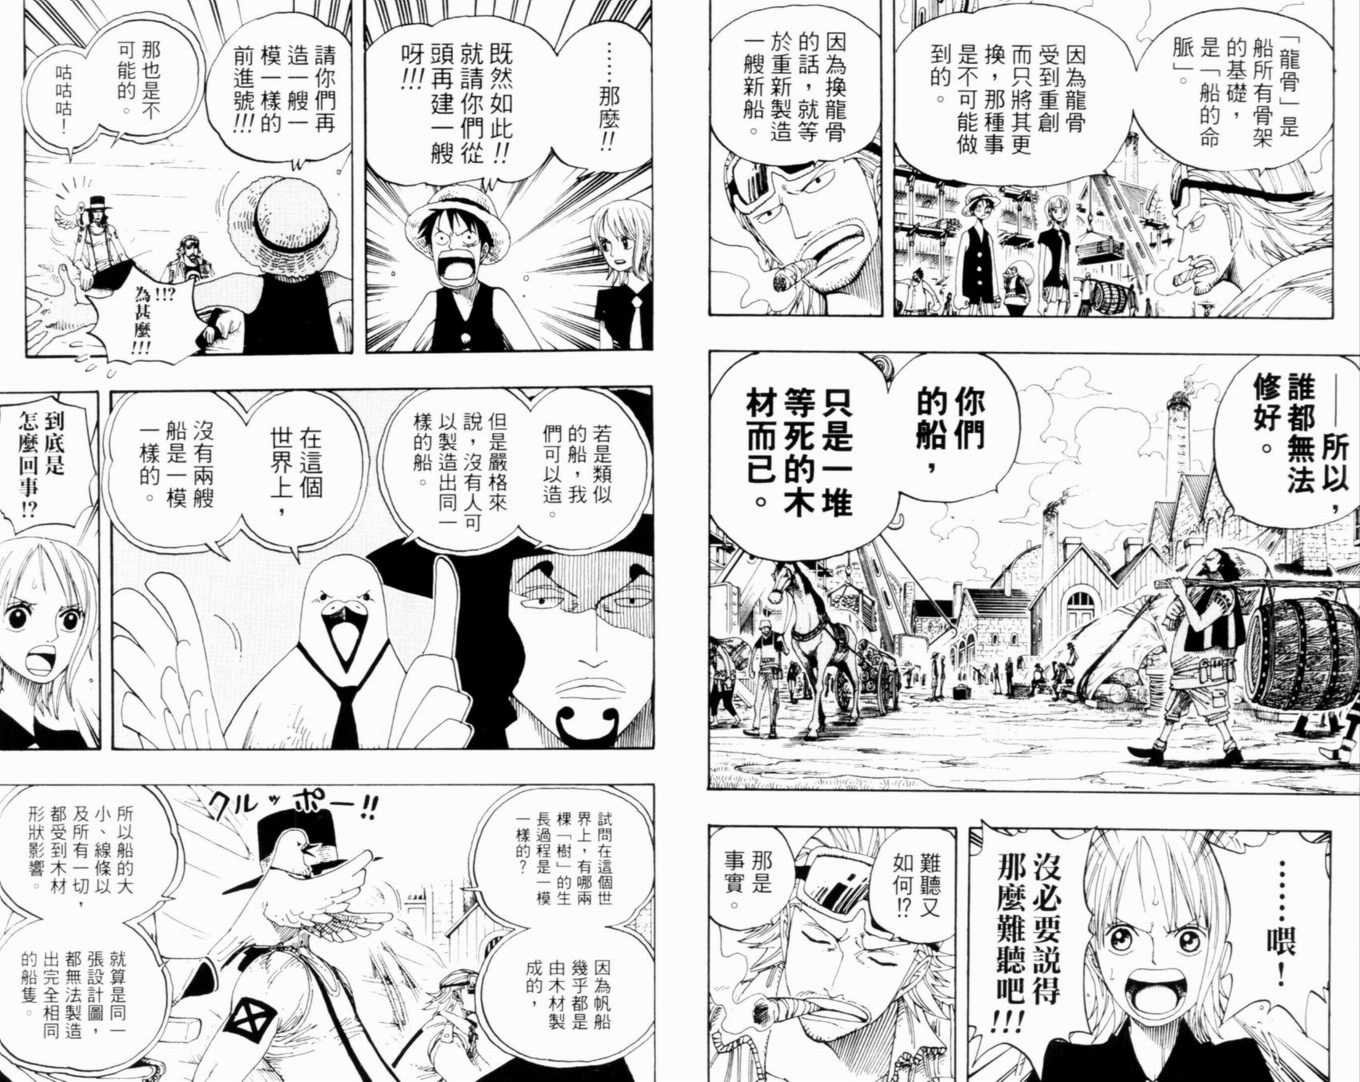 「龍骨」是
船所有骨架
的基礎，
是「船的命
脈」。
因為龍骨
受到重創
而只將其更
換，那種事
是不可能做
到的。
因為換龍骨
的話，就等
於重新製造
一艘新船。
──所以，
誰都無法
修好。
你們
的船，
只是一堆
等死的木
材而已。
……喂！
沒必要說得
那麼難聽吧!!!
難聽又
如何!?
那是
事實。
……那麼!!
既然如此!!
就請你們從
頭再建一艘
呀!!!
請你們再
造一艘一
模一樣的
前進號!!!
那也是不
可能的。
咕咕咕！
!!?
為甚麼!!!
若是類似
的船，我
們可以造。
但是嚴格來
說，沒有人可
以製造出同一
樣的船。
在這個
世界上，
沒有兩艘
船是一模
一樣的。
到底是
怎麼回事!?
クルッポー!!
試問在這個世
界上，有哪兩
棵「樹」的生
長過程是一模
一樣的？
因為帆船
幾乎都是
由木材製
成的，
所以船的大
小、線條以
及所有一切，
都受到木材
形狀影響。
就算是同一
張設計圖，
都無法製造
出完全相同
的船隻。